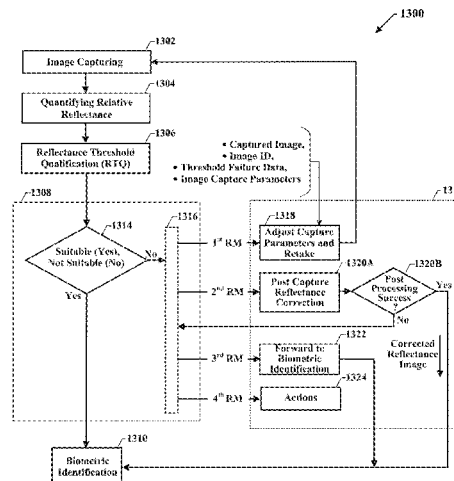 1300
1302
Image Capturing
1304
Quantifying Relative
Reflectance
1306
Reflectance Threshold
Qualification (RTQ)
• Captured Image,
• Image ID,
• Threshold Failure Data,
• Image Capture Parameters
1308
1314
1316
Suitable (Yes),
Not Suitable (No)
No
Yes
1st RM
1318
Adjust Capture
Parameters and
Retake
13
1320A
2nd RM
Post Capture
Reflectance
Correction
1320B
Post
Processing
Success
?
Yes
No
3rd RM
1322
Forward to
Biometric
Identification
Corrected
Reflectance
Image
4th RM
1324
Actions
1310
Biometric
Identification